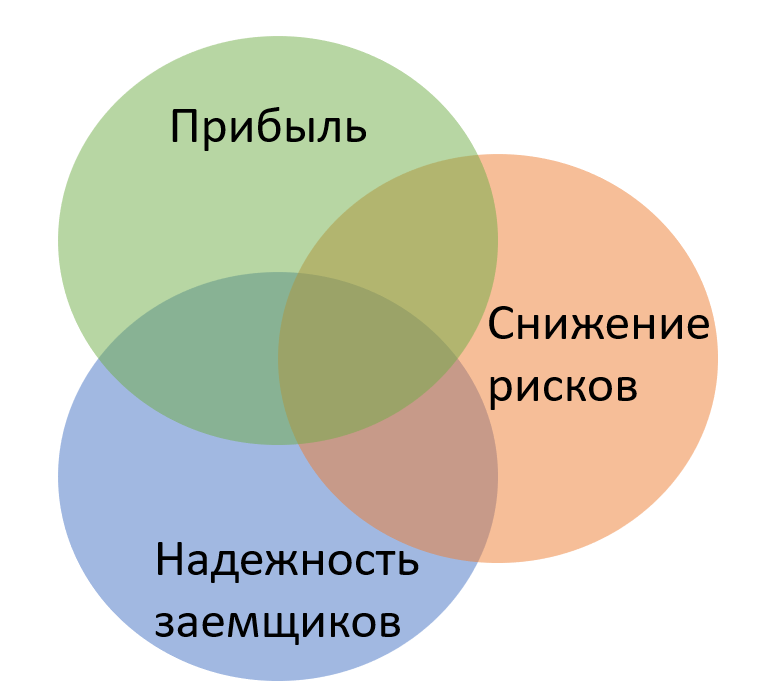 Прибыль
Снижение
рисков
Надежность
заемщиков